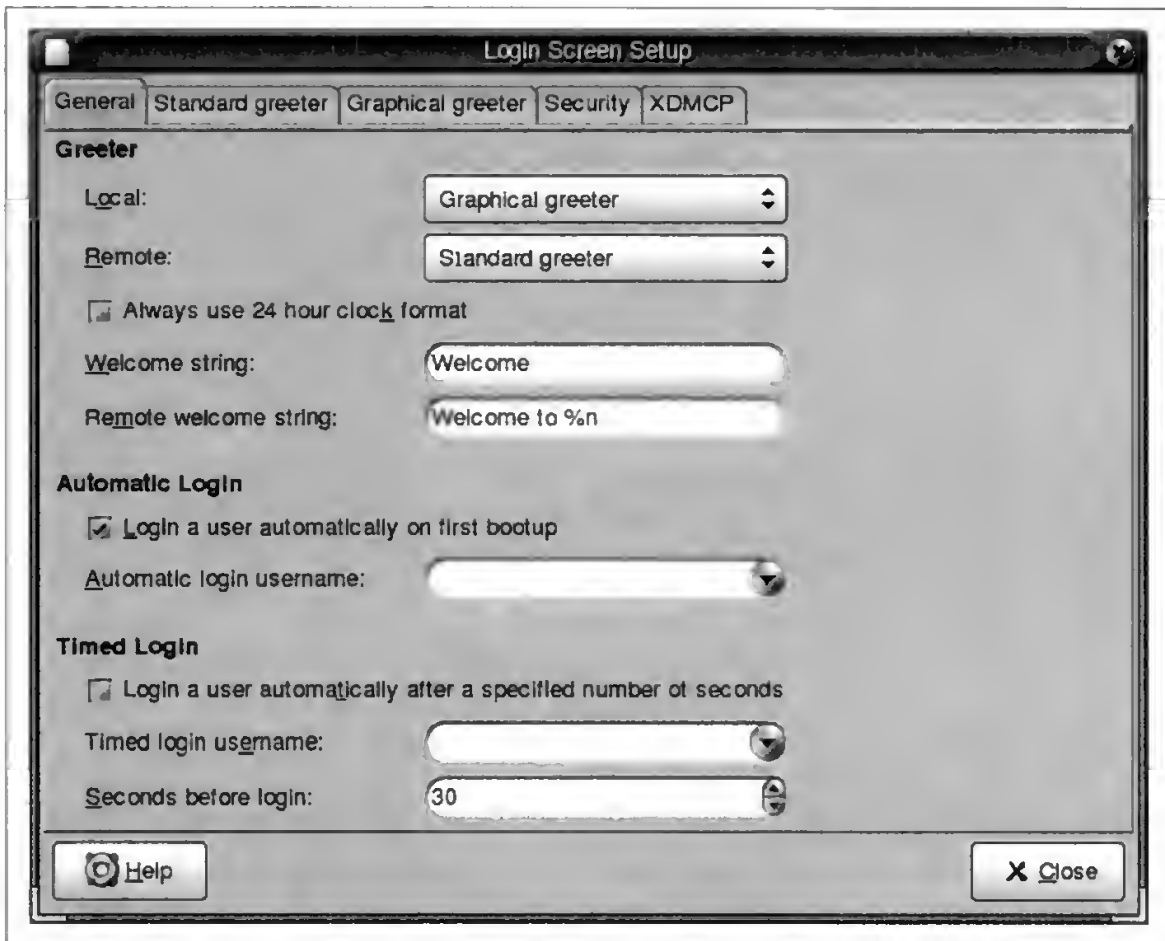 Login Screen Setup
General Standard greeter Graphical greeter Security XDMCP
Greeter
Local: Graphical greeter
Remote: Standard greeter
Always use 24 hour clock format
Welcome string: Welcome
Remote welcome string: Welcome to %n
Automatic Login
Login a user automatically on first bootup
Automatic login username:
Timed Login
Login a user automatically after a specified number of seconds
Timed login username:
Seconds before login: 30
Help X Close